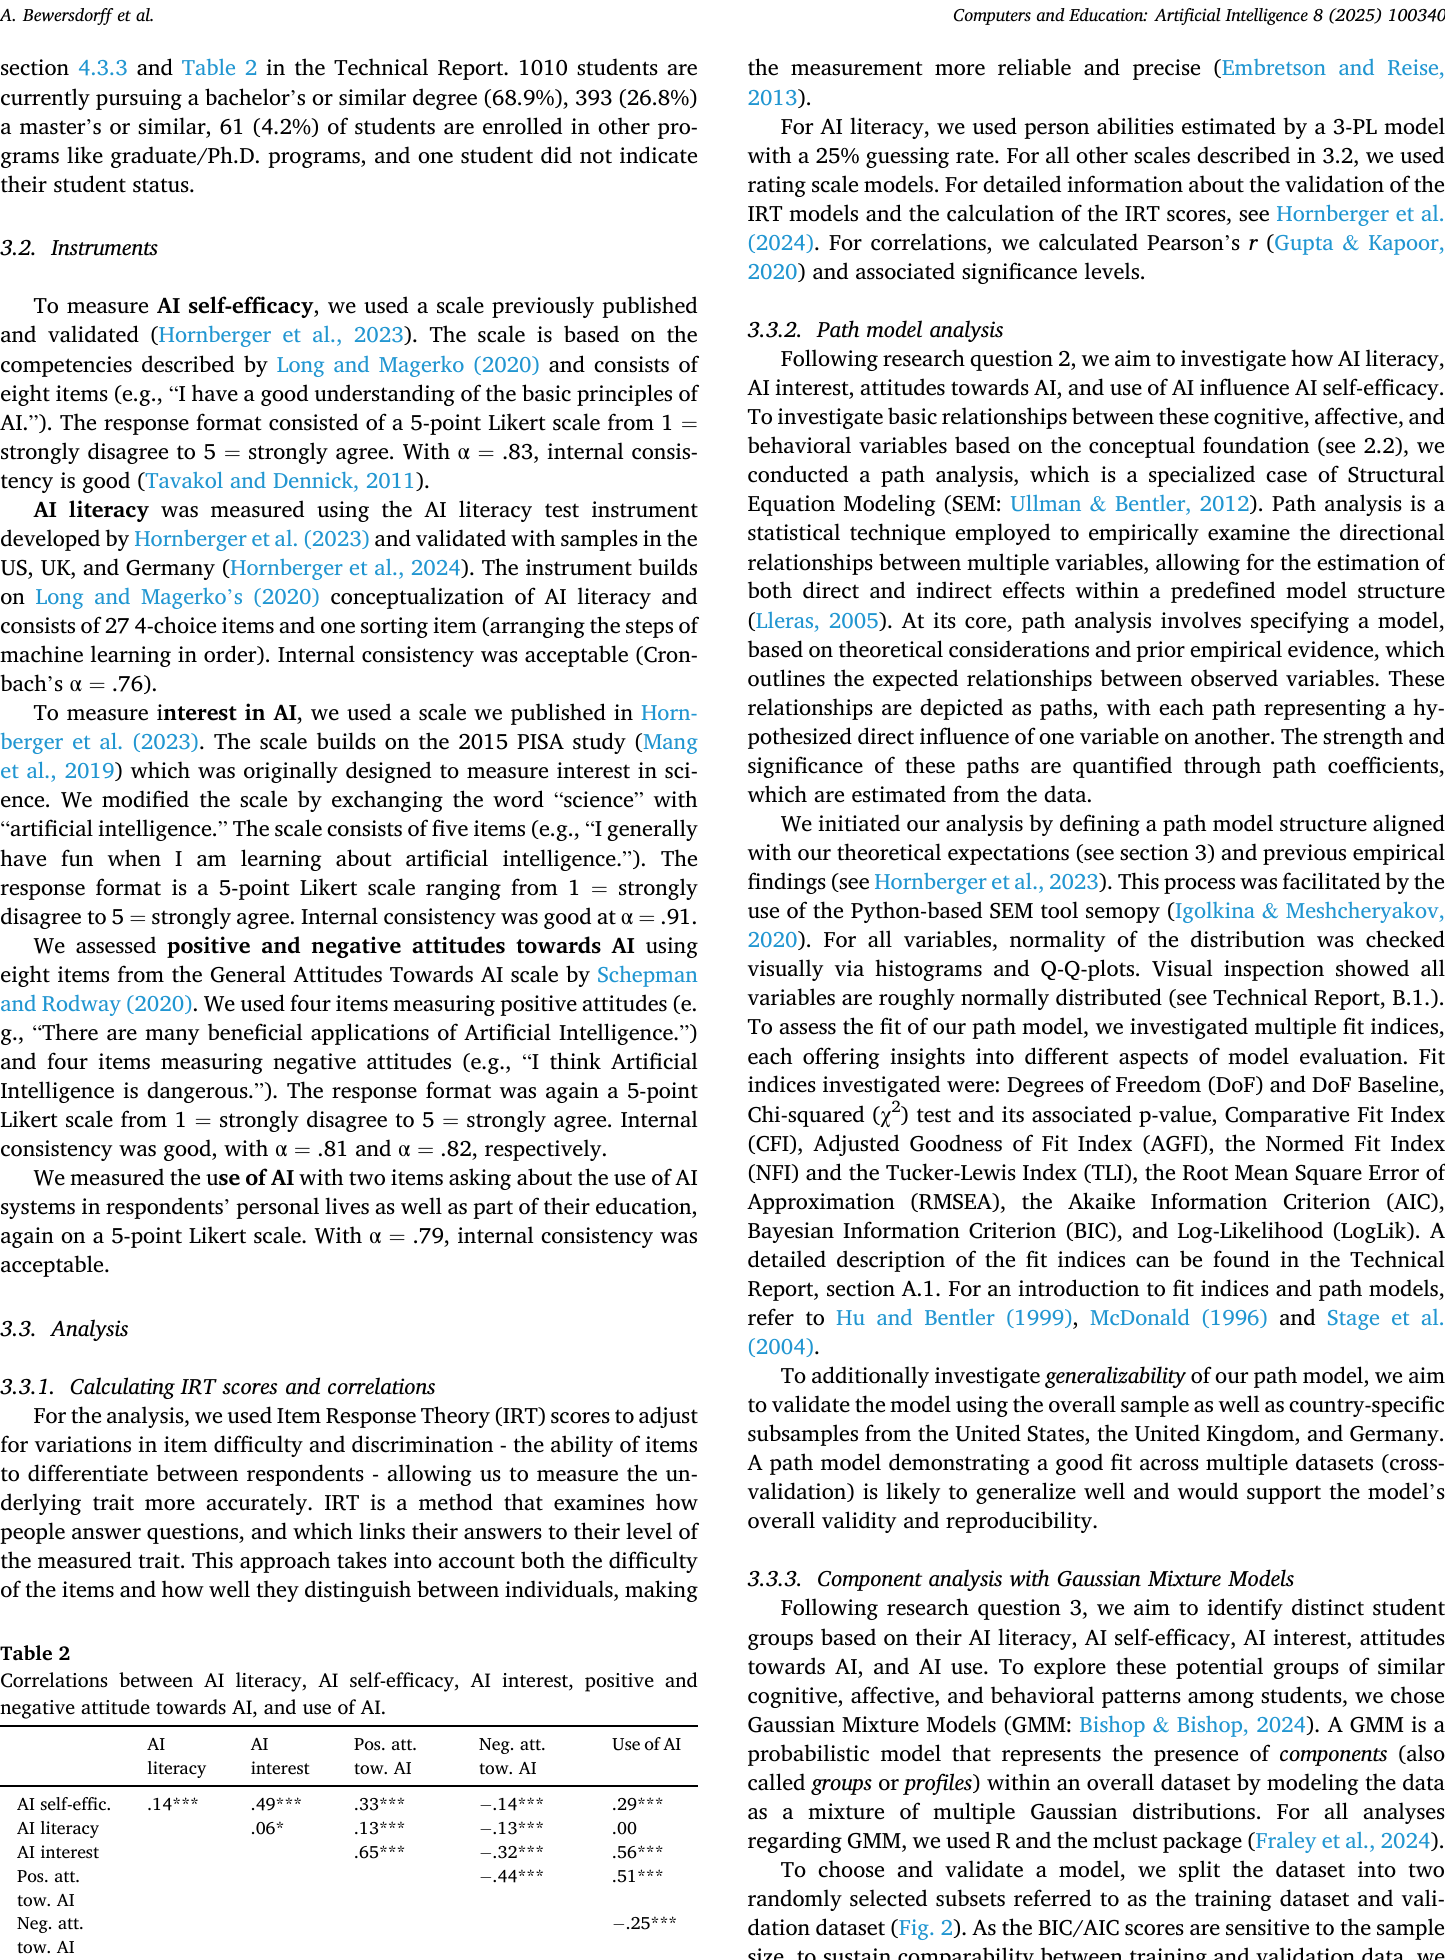 A. Bewersdorff et al.
Computers and Education: Artificial Intelligence 8 (2025) 100340
section 4.3.3 and Table 2 in the Technical Report. 1010 students are
currently pursuing a bachelor's or similar degree (68.9%), 393 (26.8%)
a master's or similar, 61 (4.2%) of students are enrolled in other pro-
grams like graduate/Ph.D. programs, and one student did not indicate
their student status.
3.2. Instruments
To measure AI self-efficacy, we used a scale previously published
and validated (Hornberger et al., 2023). The scale is based on the
competencies described by Long and Magerko (2020) and consists of
eight items (e.g., “I have a good understanding of the basic principles of
AI.”). The response format consisted of a 5-point Likert scale from 1 =
strongly disagree to 5 = strongly agree. With α = .83, internal consis-
tency is good (Tavakol and Dennick, 2011).
AI literacy was measured using the AI literacy test instrument
developed by Hornberger et al. (2023) and validated with samples in the
US, UK, and Germany (Hornberger et al., 2024). The instrument builds
on Long and Magerko's (2020) conceptualization of AI literacy and
consists of 27 4-choice items and one sorting item (arranging the steps of
machine learning in order). Internal consistency was acceptable (Cron-
bach's α = .76).
To measure interest in AI, we used a scale we published in Horn-
berger et al. (2023). The scale builds on the 2015 PISA study (Mang
et al., 2019) which was originally designed to measure interest in sci-
ence. We modified the scale by exchanging the word “science” with
“artificial intelligence.” The scale consists of five items (e.g., “I generally
have fun when I am learning about artificial intelligence.”). The
response format is a 5-point Likert scale ranging from 1 = strongly
disagree to 5 = strongly agree. Internal consistency was good at α = .91.
We assessed positive and negative attitudes towards AI using
eight items from the General Attitudes Towards AI scale by Schepman
and Rodway (2020). We used four items measuring positive attitudes (e.
g., “There are many beneficial applications of Artificial Intelligence.”)
and four items measuring negative attitudes (e.g., “I think Artificial
Intelligence is dangerous.”). The response format was again a 5-point
Likert scale from 1 = strongly disagree to 5 = strongly agree. Internal
consistency was good, with α = .81 and α = .82, respectively.
We measured the use of AI with two items asking about the use of AI
systems in respondents' personal lives as well as part of their education,
again on a 5-point Likert scale. With α = .79, internal consistency was
acceptable.
3.3. Analysis
3.3.1. Calculating IRT scores and correlations
For the analysis, we used Item Response Theory (IRT) scores to adjust
for variations in item difficulty and discrimination - the ability of items
to differentiate between respondents - allowing us to measure the un-
derlying trait more accurately. IRT is a method that examines how
people answer questions, and which links their answers to their level of
the measured trait. This approach takes into account both the difficulty
of the items and how well they distinguish between individuals, making
Table 2
Correlations between AI literacy, AI self-efficacy, AI interest, positive and
negative attitude towards AI, and use of AI.
AI literacy AI interest Pos. att. tow. AI Neg. att. tow. AI Use of AI
AI self-effic. .14*** .49*** .33*** −.14*** .29***
AI literacy .06* .13*** −.13*** .00
AI interest .65*** −.32*** .56***
Pos. att. tow. AI −.44*** .51***
Neg. att. tow. AI −.25***
the measurement more reliable and precise (Embretson and Reise,
2013).
For AI literacy, we used person abilities estimated by a 3-PL model
with a 25% guessing rate. For all other scales described in 3.2, we used
rating scale models. For detailed information about the validation of the
IRT models and the calculation of the IRT scores, see Hornberger et al.
(2024). For correlations, we calculated Pearson's r (Gupta & Kapoor,
2020) and associated significance levels.
3.3.2. Path model analysis
Following research question 2, we aim to investigate how AI literacy,
AI interest, attitudes towards AI, and use of AI influence AI self-efficacy.
To investigate basic relationships between these cognitive, affective, and
behavioral variables based on the conceptual foundation (see 2.2), we
conducted a path analysis, which is a specialized case of Structural
Equation Modeling (SEM: Ullman & Bentler, 2012). Path analysis is a
statistical technique employed to empirically examine the directional
relationships between multiple variables, allowing for the estimation of
both direct and indirect effects within a predefined model structure
(Lleras, 2005). At its core, path analysis involves specifying a model,
based on theoretical considerations and prior empirical evidence, which
outlines the expected relationships between observed variables. These
relationships are depicted as paths, with each path representing a hy-
pothesized direct influence of one variable on another. The strength and
significance of these paths are quantified through path coefficients,
which are estimated from the data.
We initiated our analysis by defining a path model structure aligned
with our theoretical expectations (see section 3) and previous empirical
findings (see Hornberger et al., 2023). This process was facilitated by the
use of the Python-based SEM tool semopy (Igolkina & Meshcheryakov,
2020). For all variables, normality of the distribution was checked
visually via histograms and Q-Q-plots. Visual inspection showed all
variables are roughly normally distributed (see Technical Report, B.1.).
To assess the fit of our path model, we investigated multiple fit indices,
each offering insights into different aspects of model evaluation. Fit
indices investigated were: Degrees of Freedom (DoF) and DoF Baseline,
Chi-squared (χ²) test and its associated p-value, Comparative Fit Index
(CFI), Adjusted Goodness of Fit Index (AGFI), the Normed Fit Index
(NFI) and the Tucker-Lewis Index (TLI), the Root Mean Square Error of
Approximation (RMSEA), the Akaike Information Criterion (AIC),
Bayesian Information Criterion (BIC), and Log-Likelihood (LogLik). A
detailed description of the fit indices can be found in the Technical
Report, section A.1. For an introduction to fit indices and path models,
refer to Hu and Bentler (1999), McDonald (1996) and Stage et al.
(2004).
To additionally investigate generalizability of our path model, we aim
to validate the model using the overall sample as well as country-specific
subsamples from the United States, the United Kingdom, and Germany.
A path model demonstrating a good fit across multiple datasets (cross-
validation) is likely to generalize well and would support the model's
overall validity and reproducibility.
3.3.3. Component analysis with Gaussian Mixture Models
Following research question 3, we aim to identify distinct student
groups based on their AI literacy, AI self-efficacy, AI interest, attitudes
towards AI, and AI use. To explore these potential groups of similar
cognitive, affective, and behavioral patterns among students, we chose
Gaussian Mixture Models (GMM: Bishop & Bishop, 2024). A GMM is a
probabilistic model that represents the presence of components (also
called groups or profiles) within an overall dataset by modeling the data
as a mixture of multiple Gaussian distributions. For all analyses
regarding GMM, we used R and the mclust package (Fraley et al., 2024).
To choose and validate a model, we split the dataset into two
randomly selected subsets referred to as the training dataset and vali-
dation dataset (Fig. 2). As the BIC/AIC scores are sensitive to the sample
size, to sustain comparability between training and validation data, we